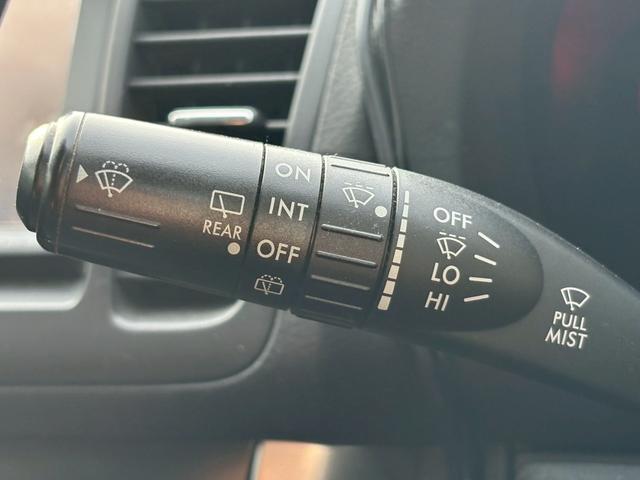 REAR
ON
INT
OFF
OFF
LO
HI
PULL
MIST